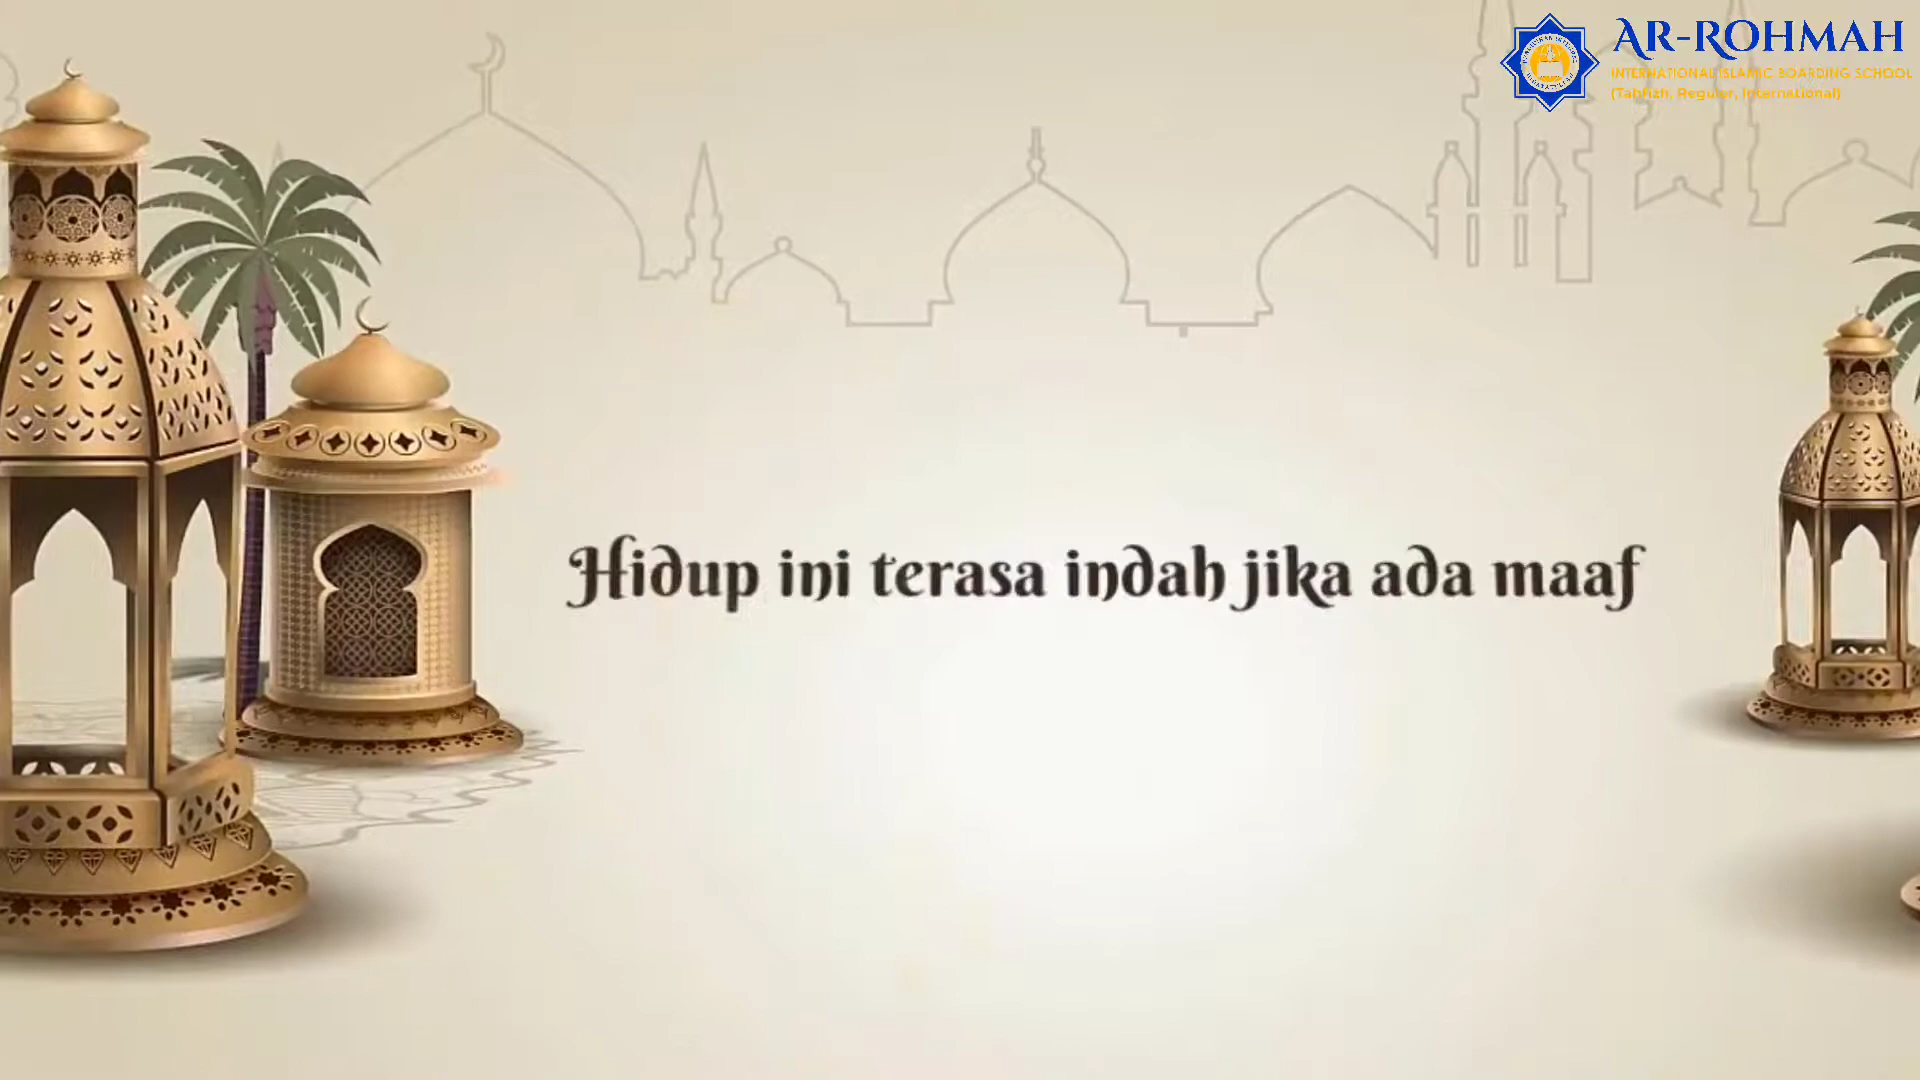 AR-ROHMAH
INTERNATIONAL ISLAMIC BOARDING SCHOOL
(Tahfizh, Reguler, International)
Hidup ini terasa indah jika ada maaf